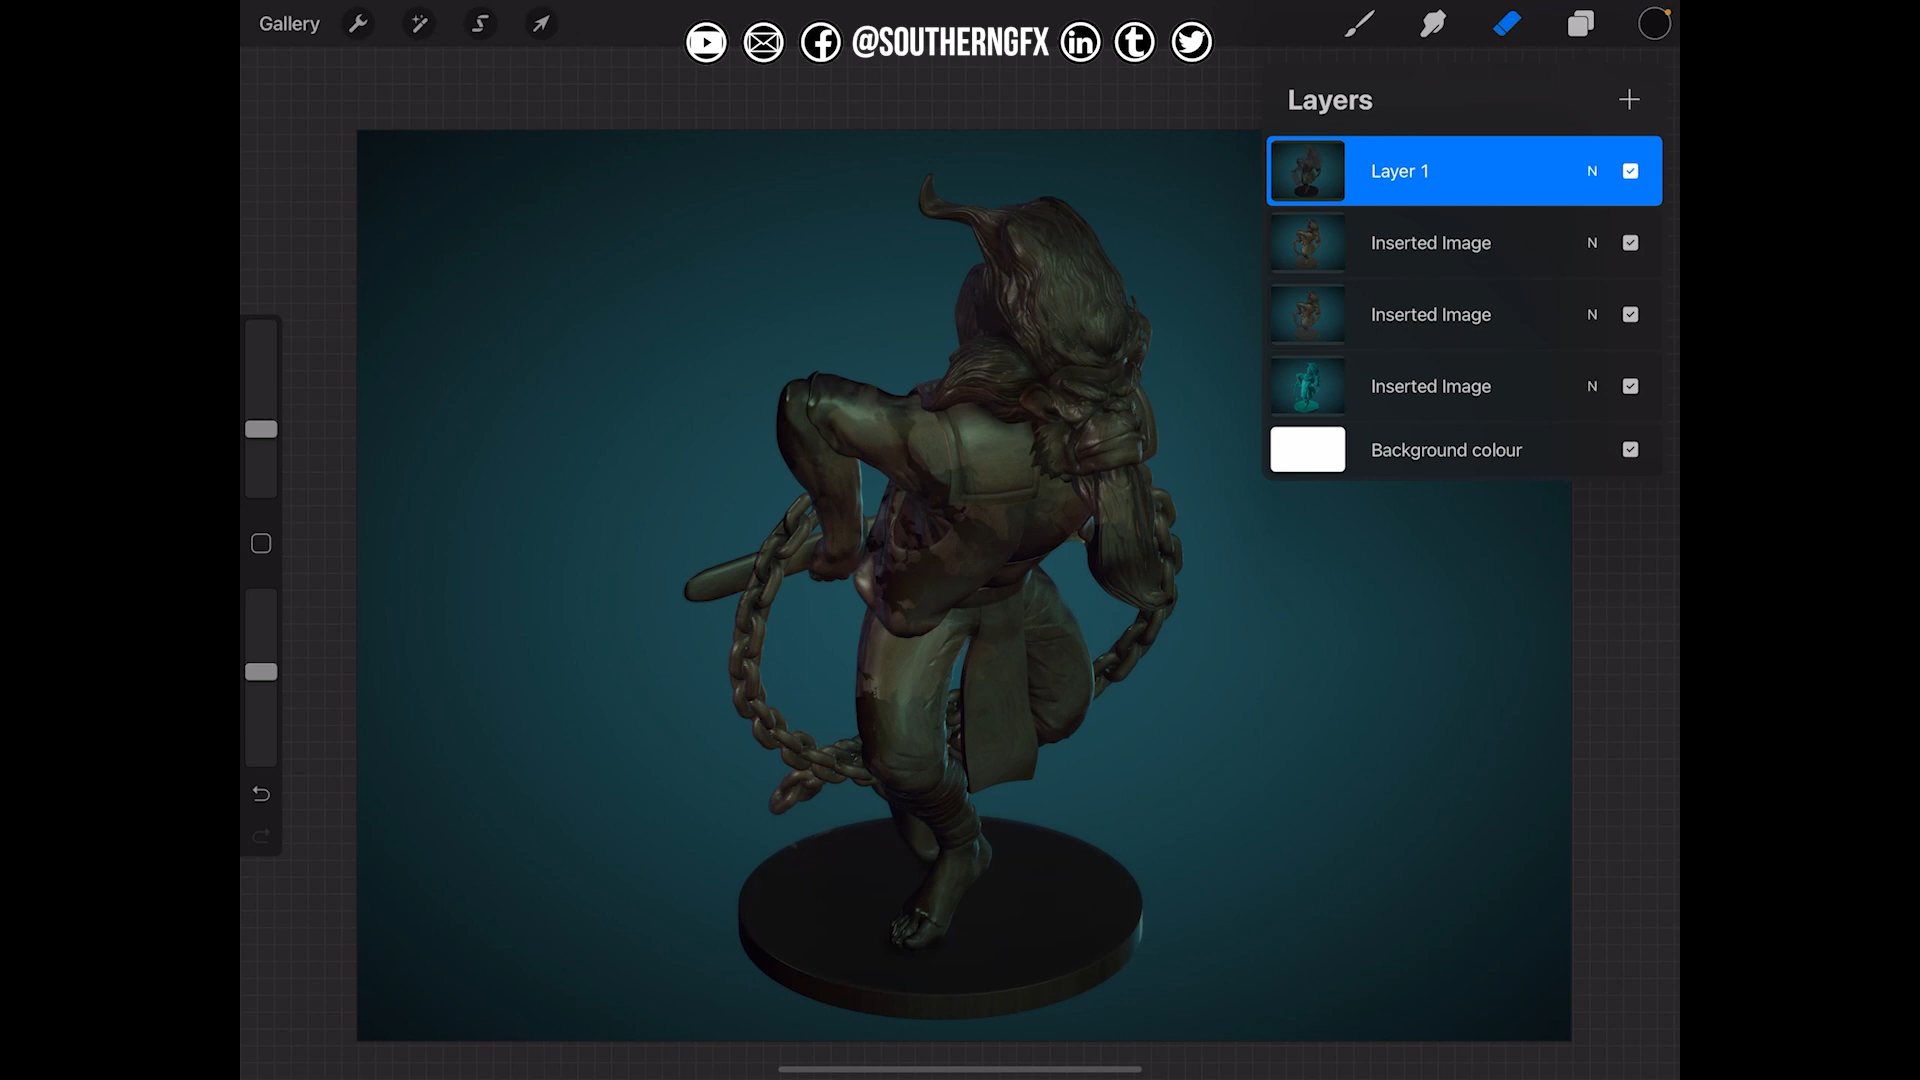 Gallery
@SOUTHERNGFX
Layers
Layer 1 N
Inserted Image N
Inserted Image N
Inserted Image N
Background colour